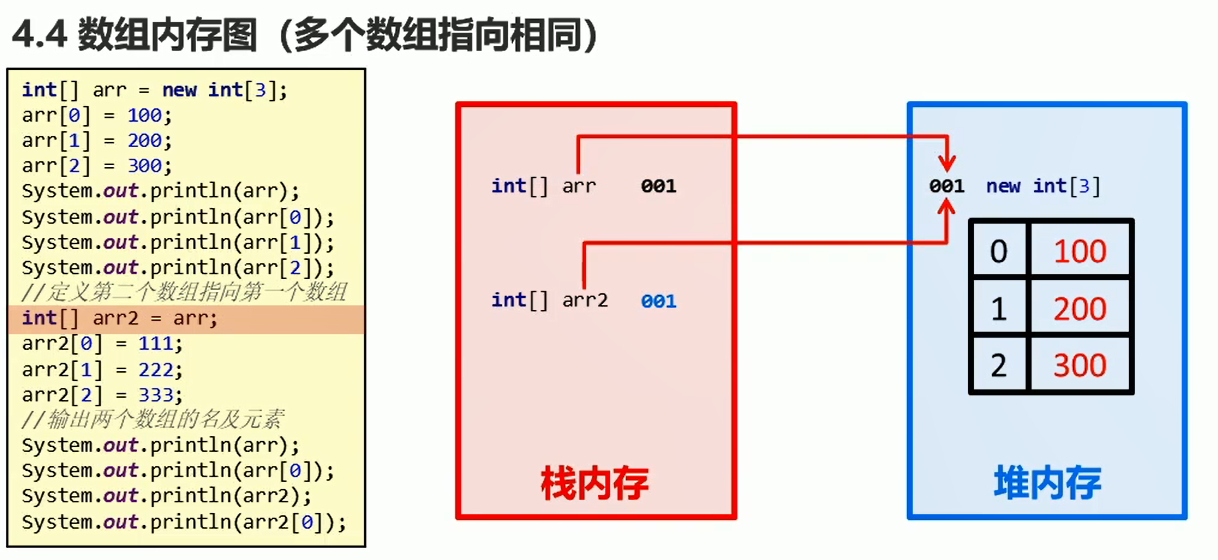 4.4 数组内存图（多个数组指向相同）
int[] arr = new int[3];
arr[0] = 100;
arr[1] = 200;
arr[2] = 300;
System.out.println(arr);
System.out.println(arr[0]);
System.out.println(arr[1]);
System.out.println(arr[2]);
//定义第二个数组指向第一个数组
int[] arr2 = arr;
arr2[0] = 111;
arr2[1] = 222;
arr2[2] = 333;
//输出两个数组的名及元素
System.out.println(arr);
System.out.println(arr[0]);
System.out.println(arr2);
System.out.println(arr2[0]);
int[] arr 001
int[] arr2 001
栈内存
001 new int[3]
0 100
1 200
2 300
堆内存